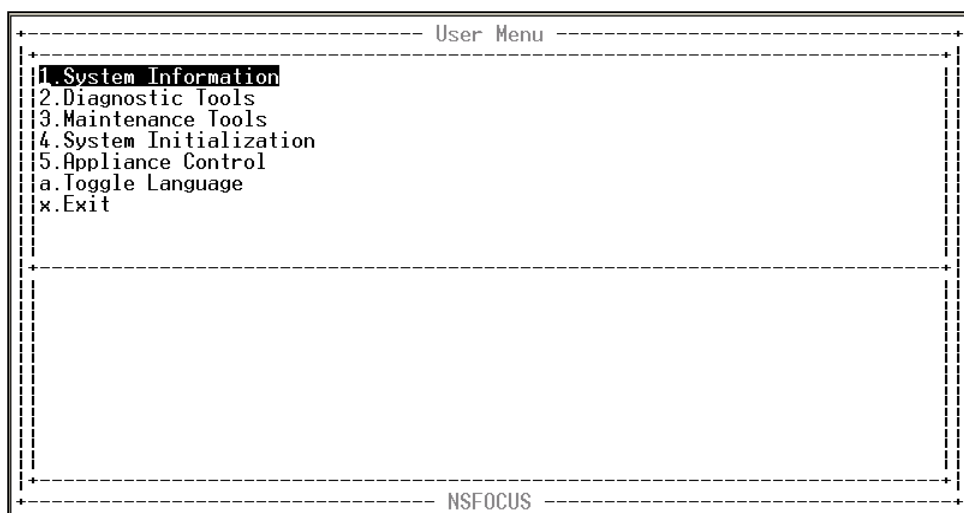 User Menu
1.System Information
2.Diagnostic Tools
3.Maintenance Tools
4.System Initialization
5.Appliance Control
a.Toggle Language
x.Exit
NSFOCUS